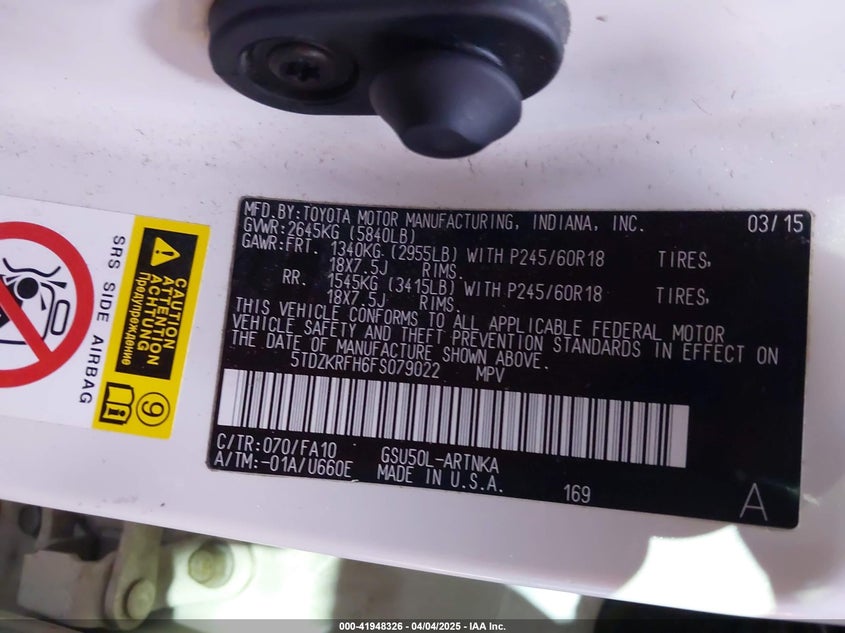 MFD.BY:TOYOTA MOTOR MANUFACTURING, INDIANA, INC. 03/15
GVWR:2645KG (5840LB)
GAWR:FRT. 1340KG (2955LB) WITH P245/60R18 TIRES,
18X7.5J RIMS.
RR. 1545KG (3415LB) WITH P245/60R18 TIRES,
18X7.5J RIMS.
THIS VEHICLE CONFORMS TO ALL APPLICABLE FEDERAL MOTOR
VEHICLE SAFETY AND THEFT PREVENTION STANDARDS IN EFFECT ON
THE DATE OF MANUFACTURE SHOWN ABOVE.
5TDZKRFH6FS079022 MPV
C/TR:070/FA10 GSU50L-ARTNKA
A/TM:-01A/U660E MADE IN U.S.A. 169 A
SRS SIDE AIRBAG
CAUTION
ATTENTION
ACHTUNG
Предупреждение
9
000-41948326 - 04/04/2025 - IAA Inc.